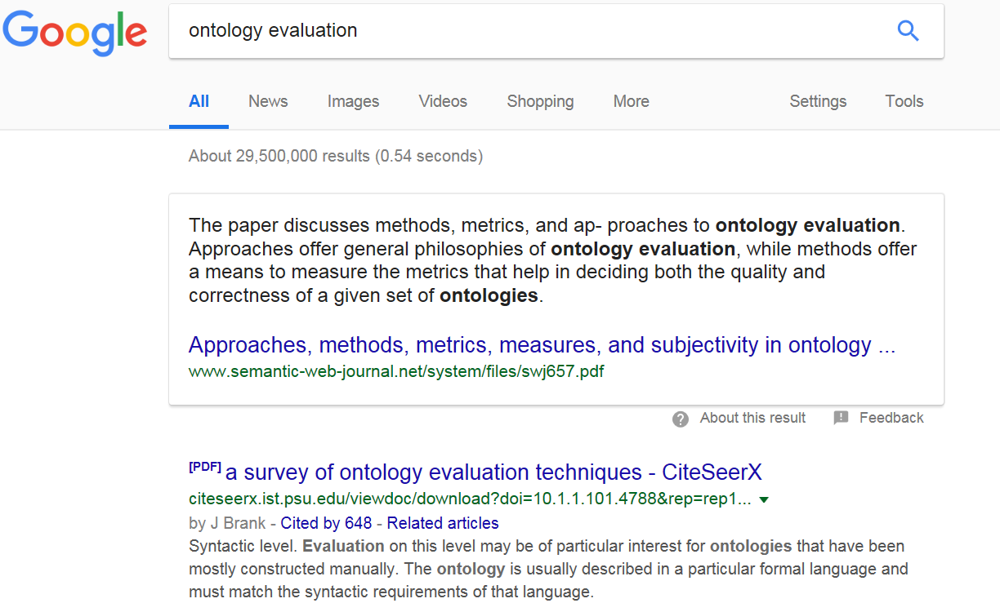 Google
ontology evaluation
All News Images Videos Shopping More Settings Tools
About 29,500,000 results (0.54 seconds)
The paper discusses methods, metrics, and ap- proaches to ontology evaluation.
Approaches offer general philosophies of ontology evaluation, while methods offer
a means to measure the metrics that help in deciding both the quality and
correctness of a given set of ontologies.
Approaches, methods, metrics, measures, and subjectivity in ontology ...
www.semantic-web-journal.net/system/files/swj657.pdf
About this result Feedback
[PDF] a survey of ontology evaluation techniques - CiteSeerX
citeseerx.ist.psu.edu/viewdoc/download?doi=10.1.1.101.4788&rep=rep1...
by J Brank - Cited by 648 - Related articles
Syntactic level. Evaluation on this level may be of particular interest for ontologies that have been
mostly constructed manually. The ontology is usually described in a particular formal language and
must match the syntactic requirements of that language.